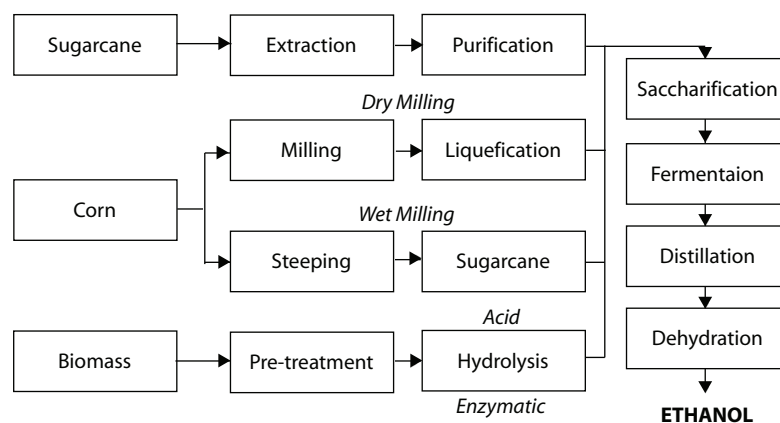 Sugarcane
Extraction
Purification
Saccharification
Dry Milling
Milling
Liquefication
Fermentaion
Corn
Wet Milling
Steeping
Sugarcane
Distillation
Acid
Biomass
Pre-treatment
Hydrolysis
Dehydration
Enzymatic
ETHANOL